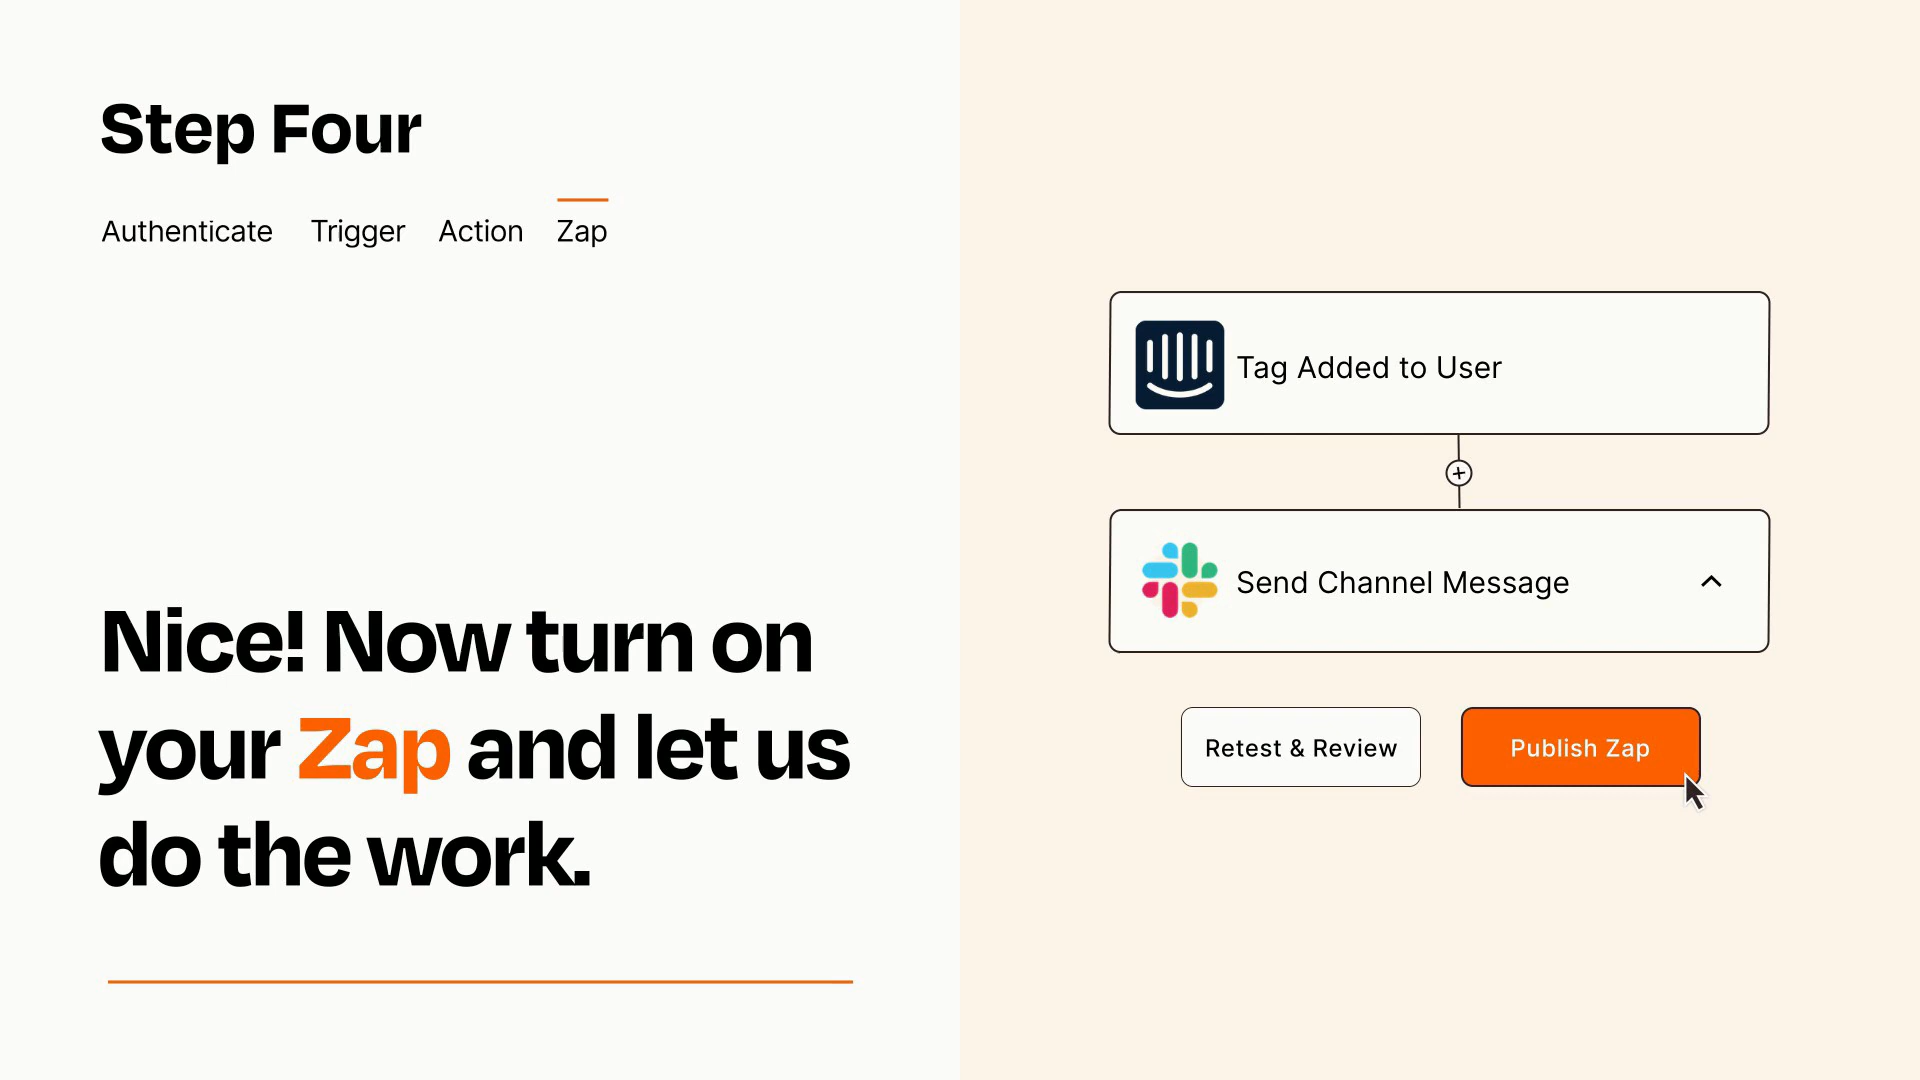 Step Four
Authenticate Trigger Action Zap
Nice! Now turn on
your Zap and let us
do the work.
Tag Added to User
Send Channel Message
Retest & Review
Publish Zap